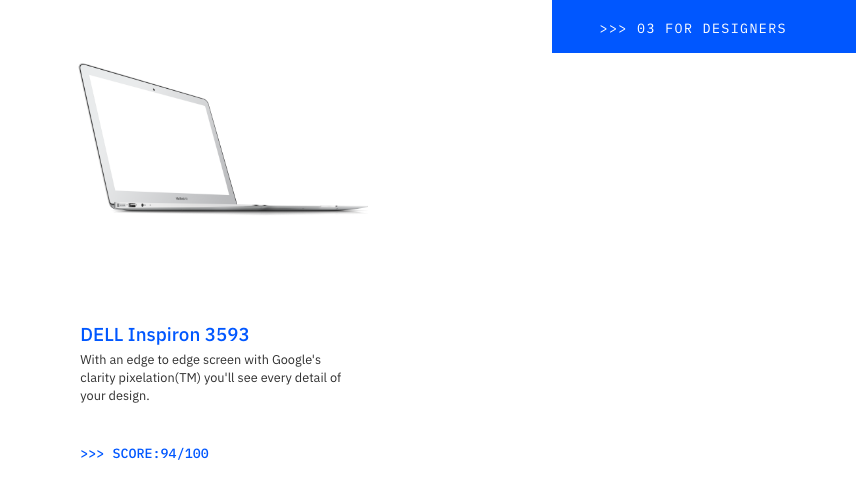 >>> 03 FOR DESIGNERS
DELL Inspiron 3593
With an edge to edge screen with Google's
clarity pixelation(TM) you'll see every detail of
your design.
>>> SCORE:94/100